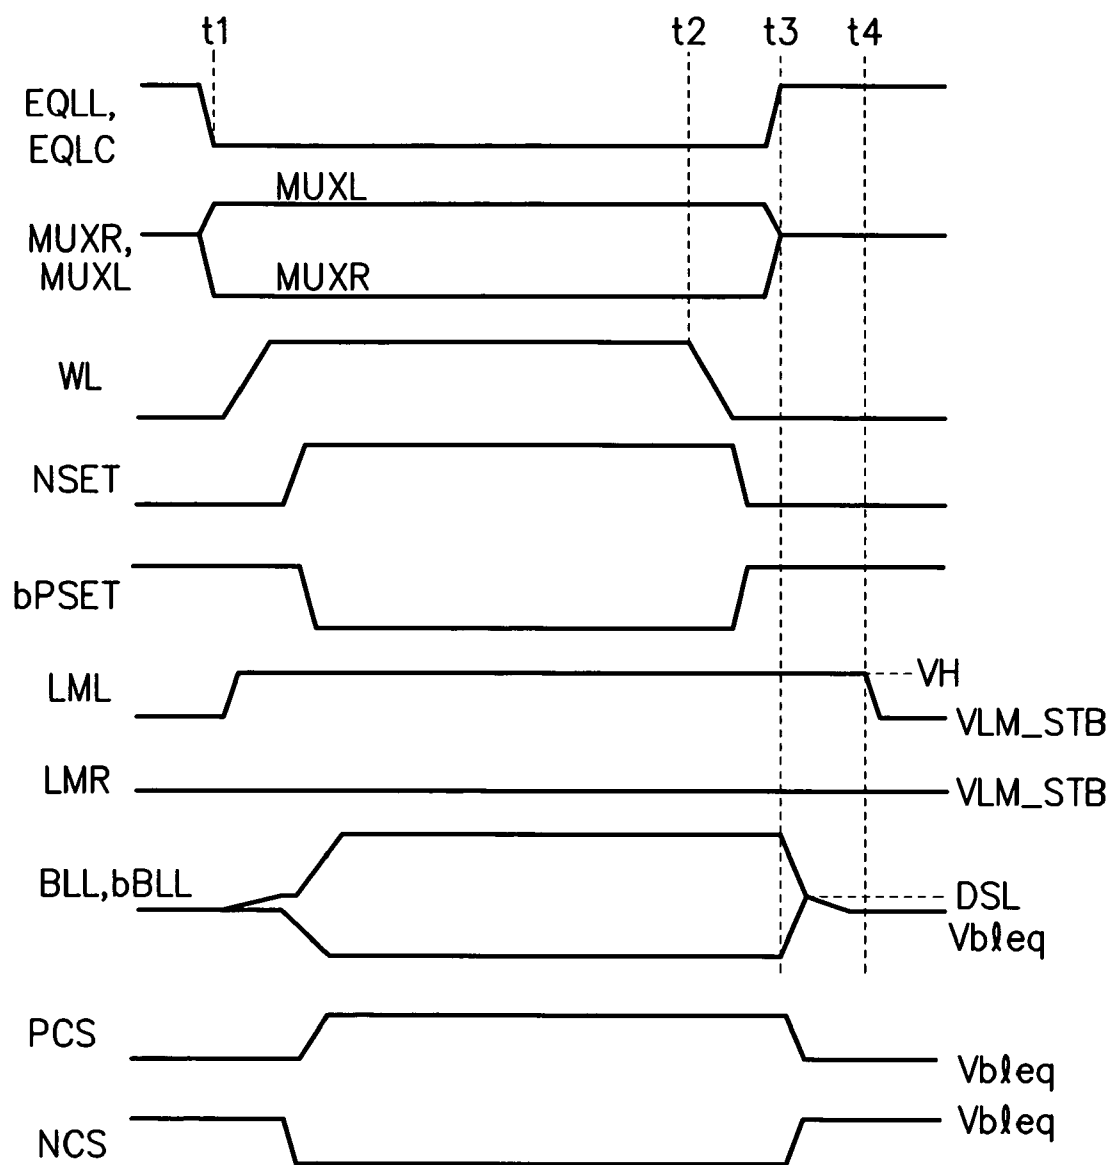 t1 t2 t3 t4
EQLL,
EQLC
MUXL
MUXR,
MUXL
MUXR
WL
NSET
bPSET
LML
VH
VLM_STB
LMR
VLM_STB
BLL,bBLL
DSL
Vbℓeq
PCS
Vbℓeq
Vbℓeq
NCS